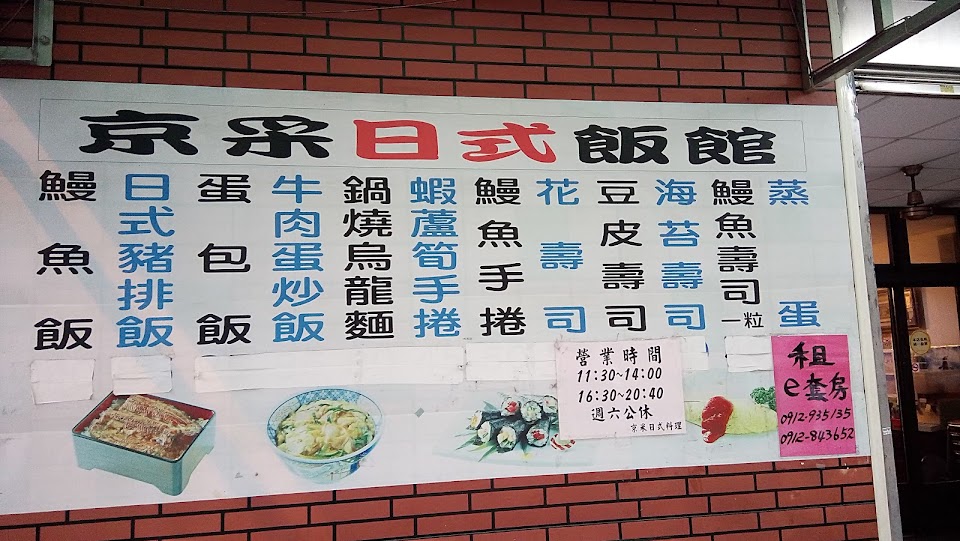 京采日式飯館
鰻魚飯
日式豬排飯
蛋包飯
牛肉蛋炒飯
鍋燒烏龍麵
蝦蘆筍手捲
鰻魚手捲
花壽司
豆皮壽司
海苔壽司
鰻魚壽司一粒
蒸蛋
營業時間
11:30~14:00
16:30~20:40
週六公休
京采日式料理
租
e套房
0912-935135
0912-843652